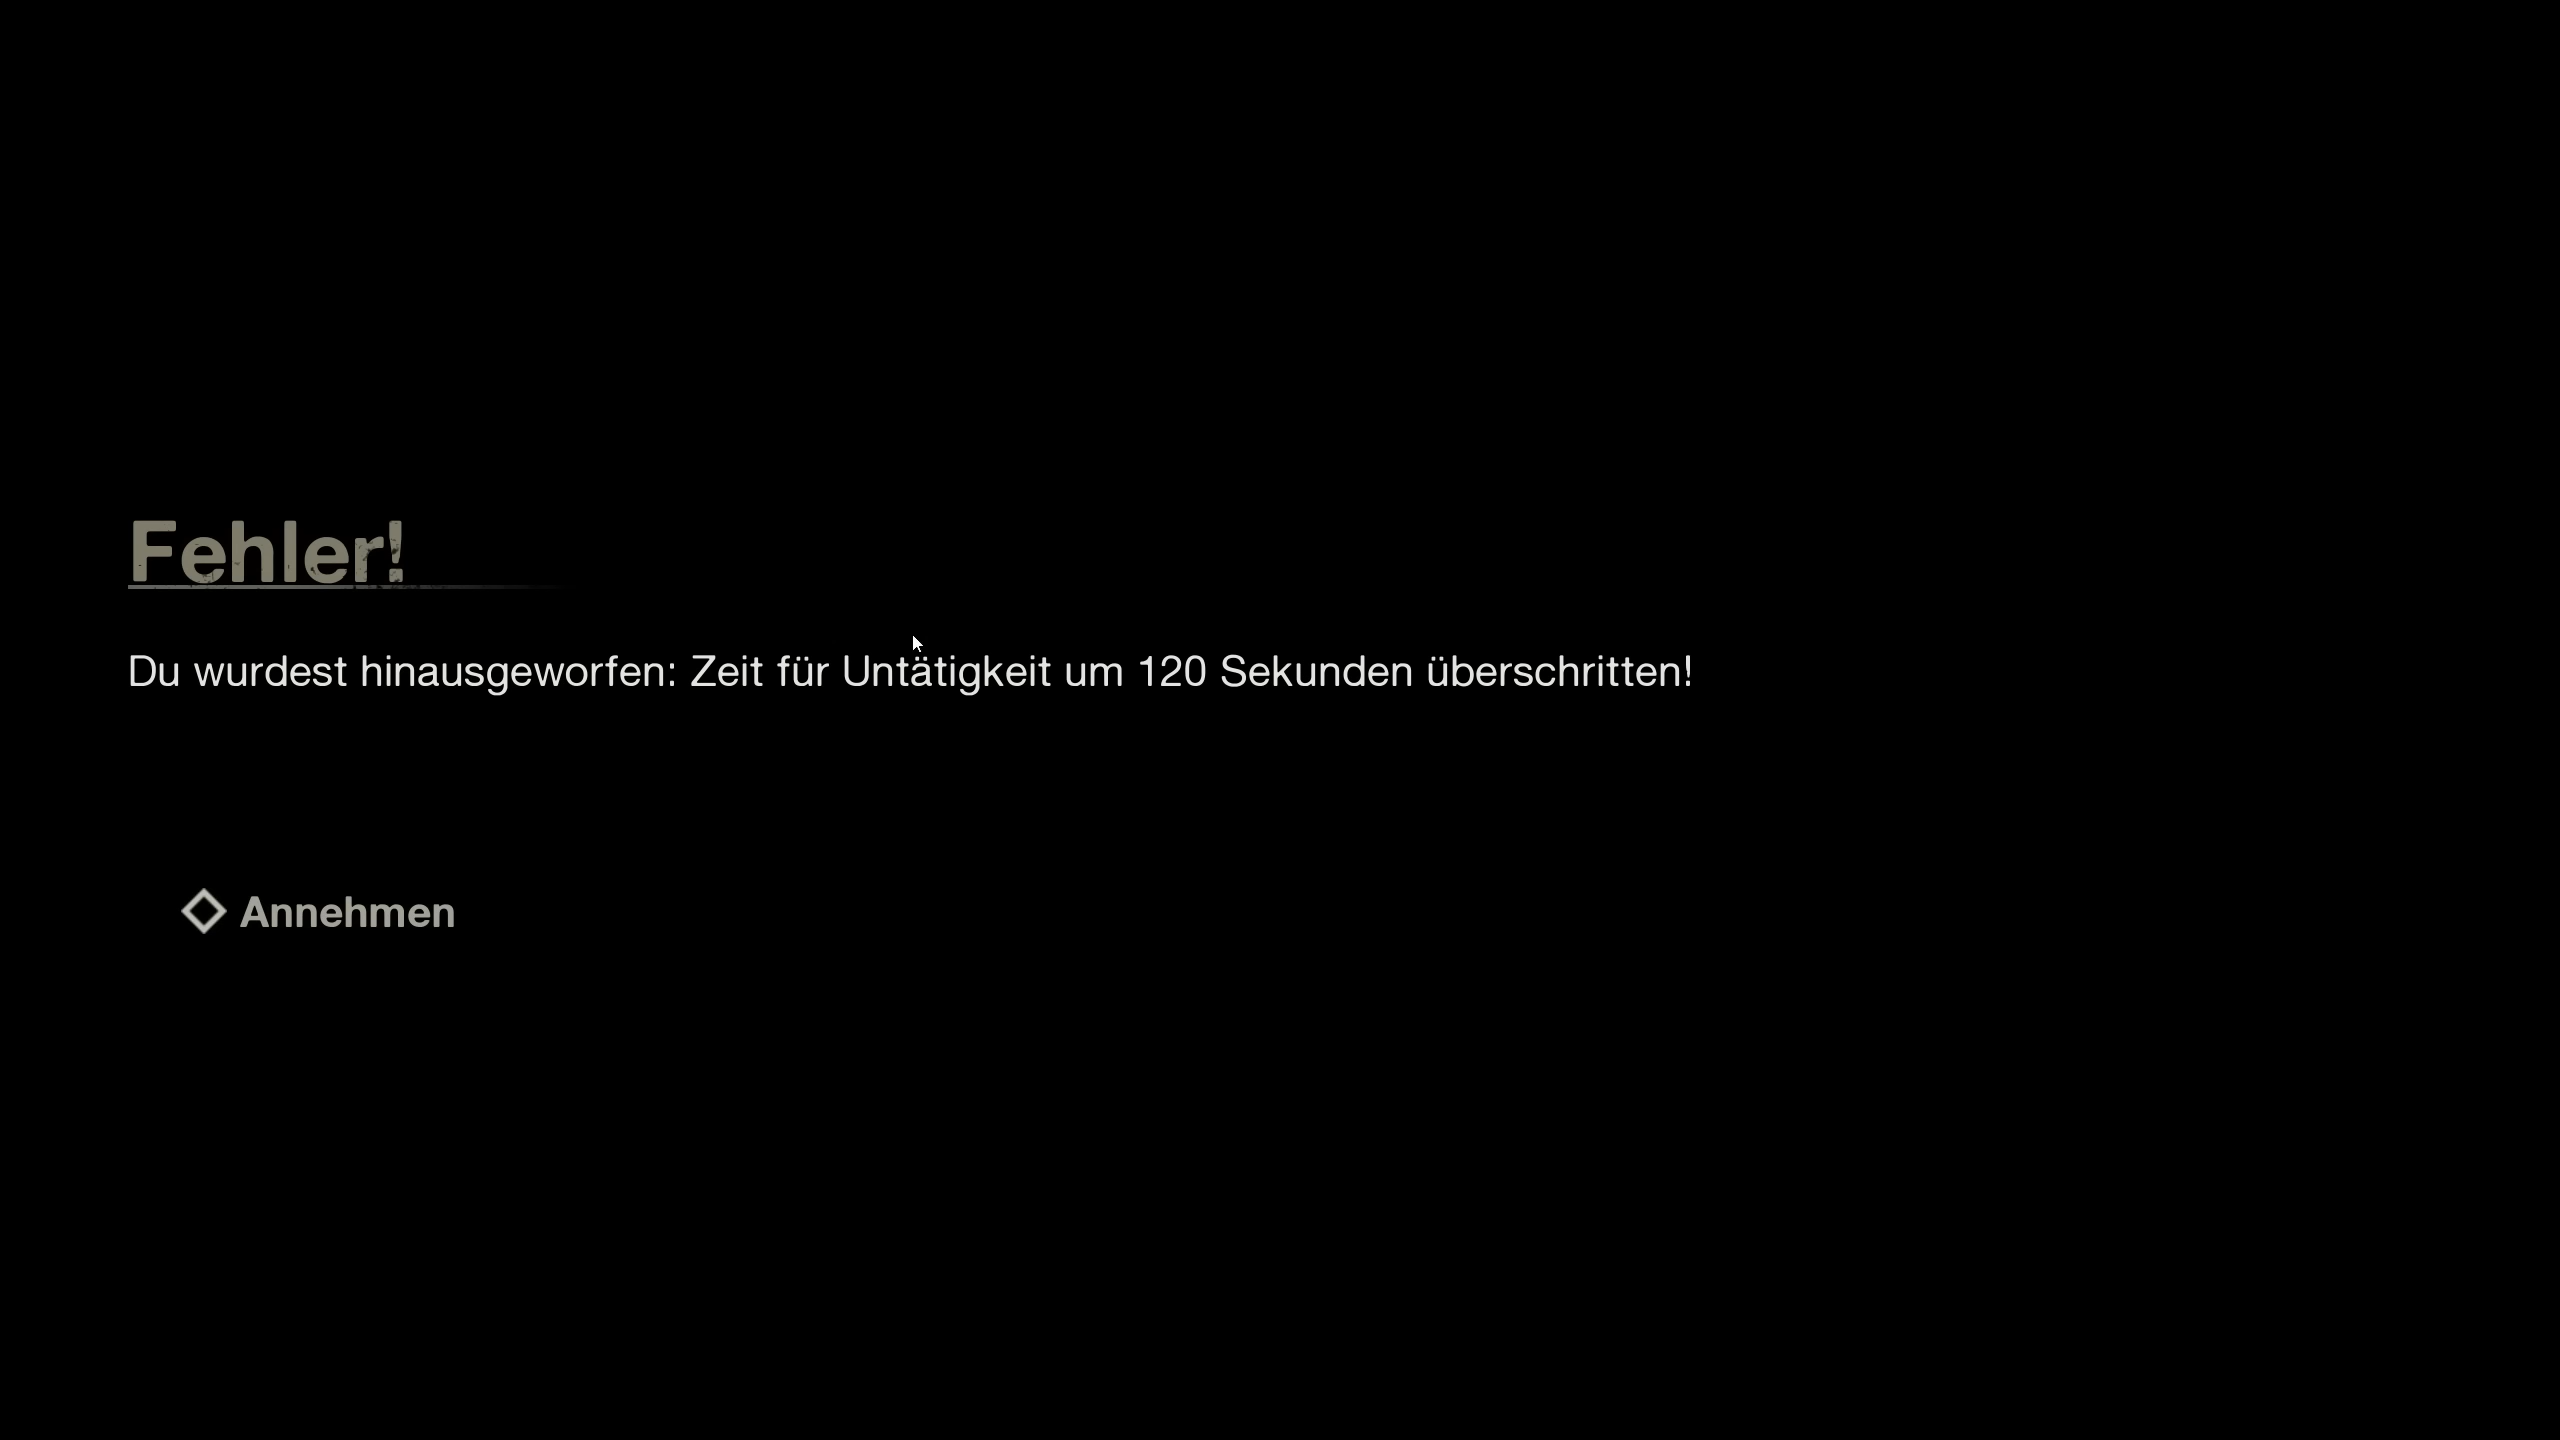 Fehler!
Du wurdest hinausgeworfen: Zeit für Untätigkeit um 120 Sekunden überschritten!
Annehmen